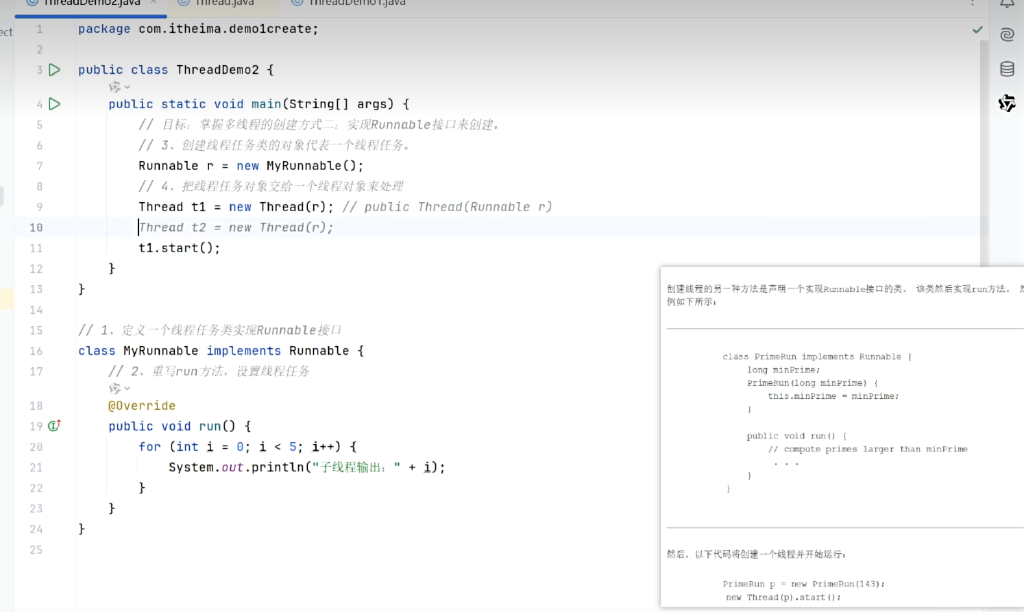 ThreadDemo2.java
Thread.java
ThreadDemo1.java
1 package com.itheima.demo1create;
2
3 public class ThreadDemo2 {
4 public static void main(String[] args) {
5 // 目标：掌握多线程的创建方式二：实现Runnable接口来创建。
6 // 3、创建线程任务类的对象代表一个线程任务。
7 Runnable r = new MyRunnable();
8 // 4、把线程任务对象交给一个线程对象来处理
9 Thread t1 = new Thread(r); // public Thread(Runnable r)
10 Thread t2 = new Thread(r);
11 t1.start();
12 }
13 }
14
15 // 1、定义一个线程任务类实现Runnable接口
16 class MyRunnable implements Runnable {
17 // 2、重写run方法，设置线程任务
18 @Override
19 public void run() {
20 for (int i = 0; i < 5; i++) {
21 System.out.println("子线程输出：" + i);
22 }
23 }
24 }
25
创建线程的另一种方法是声明一个实现Runnable接口的类。 该类然后实现run方法。
例如下所示：
class PrimeRun implements Runnable {
long minPrime;
PrimeRun(long minPrime) {
this.minPrime = minPrime;
}
public void run() {
// compute primes larger than minPrime
. . .
}
}
然后，以下代码将创建一个线程并开始运行：
PrimeRun p = new PrimeRun(143);
new Thread(p).start();